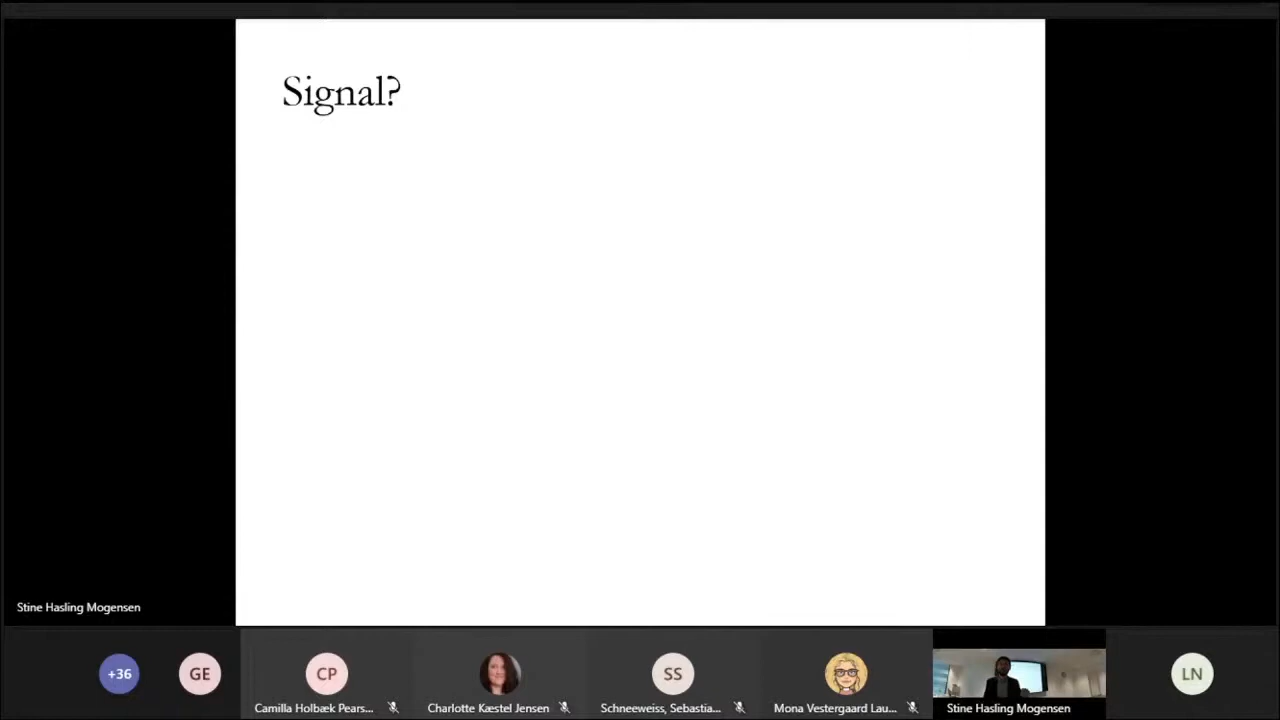 Signal?
Stine Hasling Mogensen
+36
GE
CP
SS
LN
Camilla Holbæk Pears...
Charlotte Kæstel Jensen
Schneeweiss, Sebastia...
Mona Vestergaard Lau...
Stine Hasling Mogensen